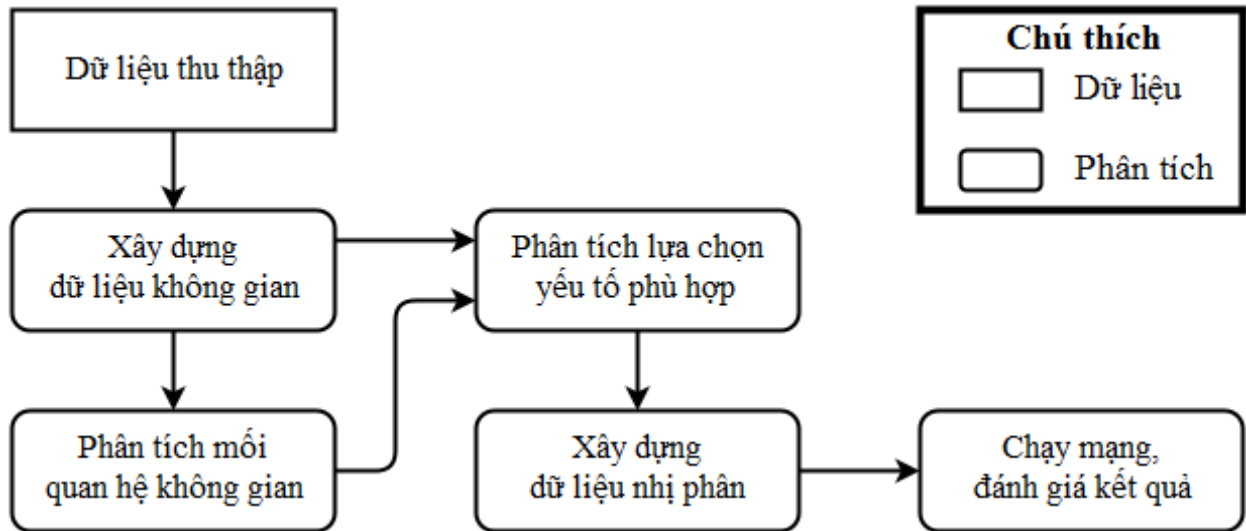 Dữ liệu thu thập
Chú thích
Dữ liệu
Phân tích
Xây dựng
dữ liệu không gian
Phân tích lựa chọn
yếu tố phù hợp
Phân tích mối
quan hệ không gian
Xây dựng
dữ liệu nhị phân
Chạy mạng,
đánh giá kết quả